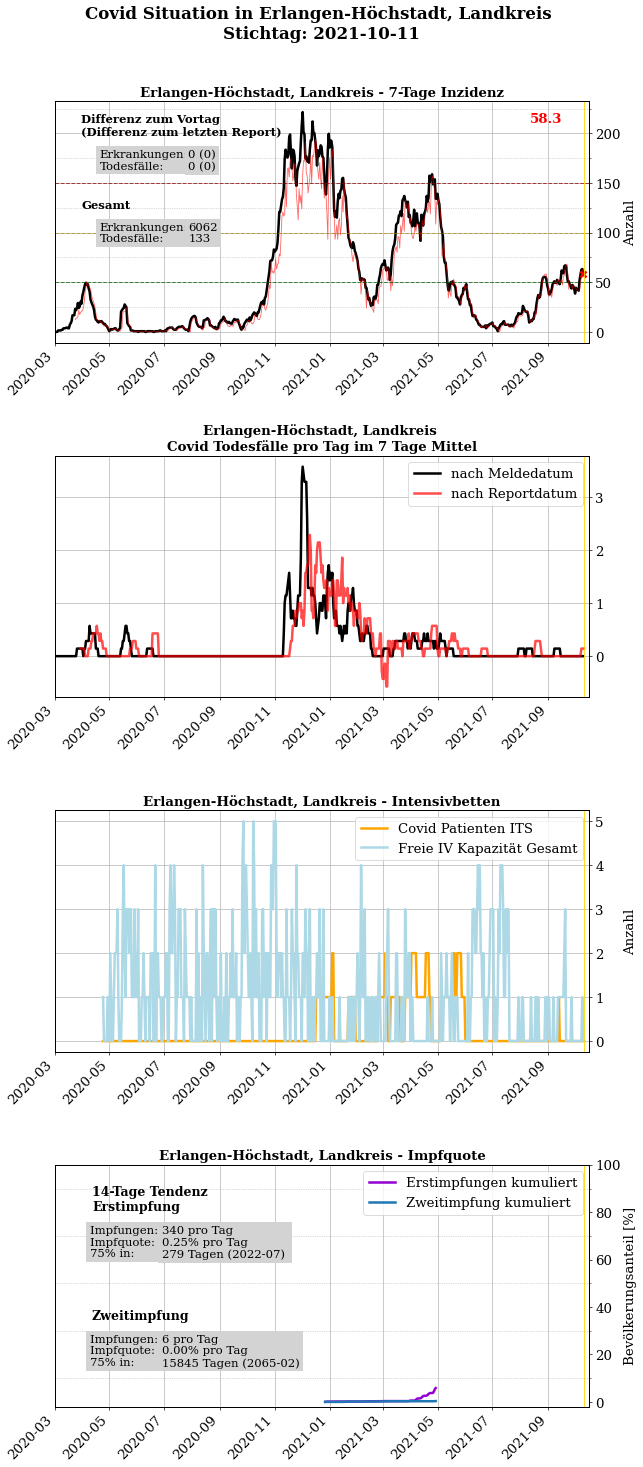 Covid Situation in Erlangen-Höchstadt, Landkreis
Stichtag: 2021-10-11
Erlangen-Höchstadt, Landkreis - 7-Tage Inzidenz
Differenz zum Vortag
(Differenz zum letzten Report)
Erkrankungen 0 (0)
Todesfälle: 0 (0)
Gesamt
Erkrankungen 6062
Todesfälle: 133
58.3
200
150
100
50
0
Anzahl
2020-03
2020-05
2020-07
2020-09
2020-11
2021-01
2021-03
2021-05
2021-07
2021-09
Erlangen-Höchstadt, Landkreis
Covid Todesfälle pro Tag im 7 Tage Mittel
nach Meldedatum
nach Reportdatum
3
2
1
0
2020-03
2020-05
2020-07
2020-09
2020-11
2021-01
2021-03
2021-05
2021-07
2021-09
Erlangen-Höchstadt, Landkreis - Intensivbetten
Covid Patienten ITS
Freie IV Kapazität Gesamt
5
4
3
2
1
0
Anzahl
2020-03
2020-05
2020-07
2020-09
2020-11
2021-01
2021-03
2021-05
2021-07
2021-09
Erlangen-Höchstadt, Landkreis - Impfquote
14-Tage Tendenz
Erstimpfung
Impfungen: 340 pro Tag
Impfquote: 0.25% pro Tag
75% in: 279 Tagen (2022-07)
Zweitimpfung
Impfungen: 6 pro Tag
Impfquote: 0.00% pro Tag
75% in: 15845 Tagen (2065-02)
Erstimpfungen kumuliert
Zweitimpfung kumuliert
100
80
60
40
20
0
Bevölkerungsanteil [%]
2020-03
2020-05
2020-07
2020-09
2020-11
2021-01
2021-03
2021-05
2021-07
2021-09